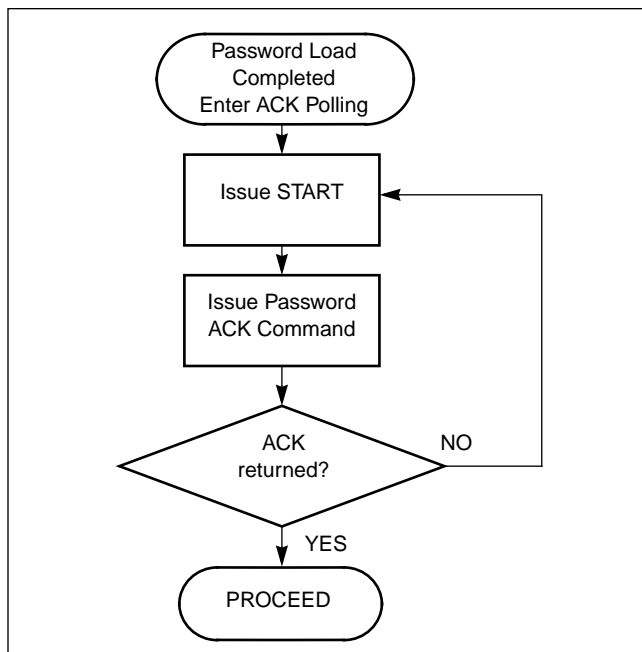 Password Load
Completed
Enter ACK Polling
Issue START
Issue Password
ACK Command
ACK
returned?
NO
YES
PROCEED